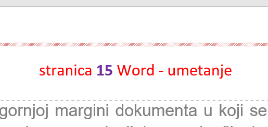 stranica 15 Word - umetanje
gornjoj margini dokumenta u koji se